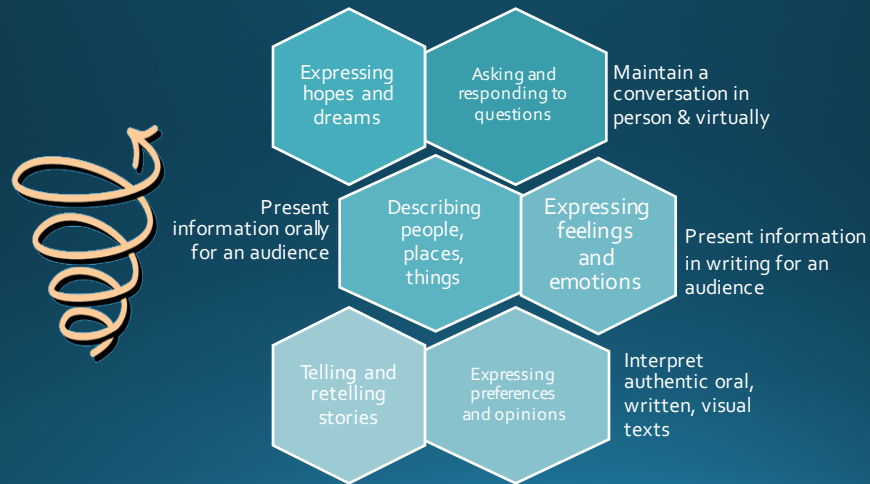 Expressing
hopes and
dreams
Asking and
responding to
questions
Maintain a
conversation in
person & virtually
Present
information orally
for an audience
Describing
people,
places,
things
Expressing
feelings
and
emotions
Present information
in writing for an
audience
Telling and
retelling
stories
Expressing
preferences
and opinions
Interpret
authentic oral,
written, visual
texts